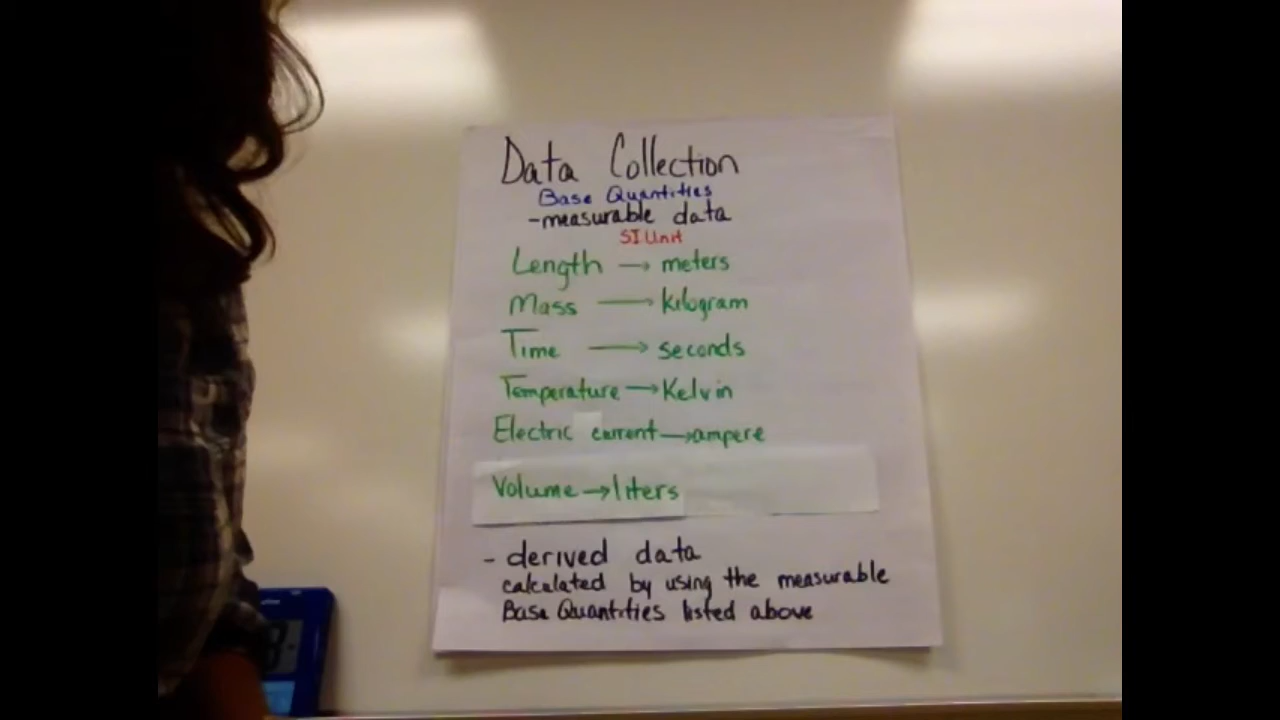 Data Collection
Base Quantities
-measurable data
SI Unit
Length → meters
Mass → kilogram
Time → seconds
Temperature → Kelvin
Electric current → ampere
Volume → liters
- derived data
calculated by using the measurable
Base Quantities listed above